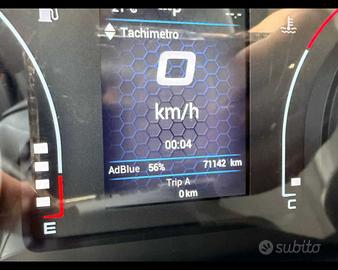 Tachimetro
0
km/h
00:04
AdBlue 56% 71142 km
Trip A
0 km
E
C
subito